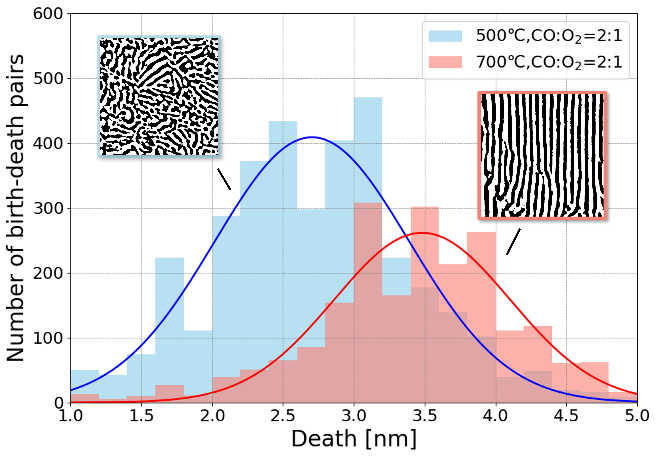 600
500
400
300
200
100
0
Number of birth-death pairs
500℃,CO:O₂=2:1
700℃,CO:O₂=2:1
1.0 1.5 2.0 2.5 3.0 3.5 4.0 4.5 5.0
Death [nm]